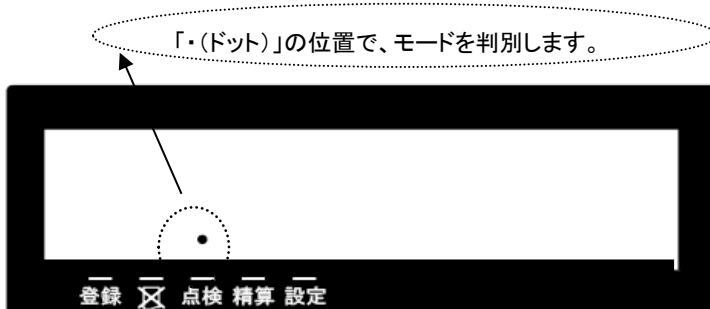 「・(ドット)」の位置で、モードを判別します。
登録 点検 精算 設定